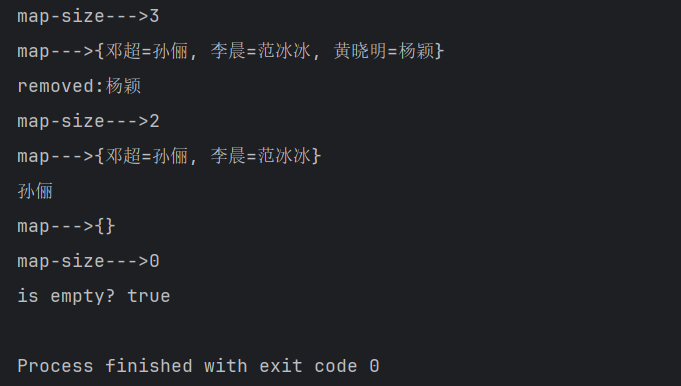 map-size--->3
map--->{邓超=孙俪, 李晨=范冰冰, 黄晓明=杨颖}
removed:杨颖
map-size--->2
map--->{邓超=孙俪, 李晨=范冰冰}
孙俪
map--->{}
map-size--->0
is empty? true
Process finished with exit code 0